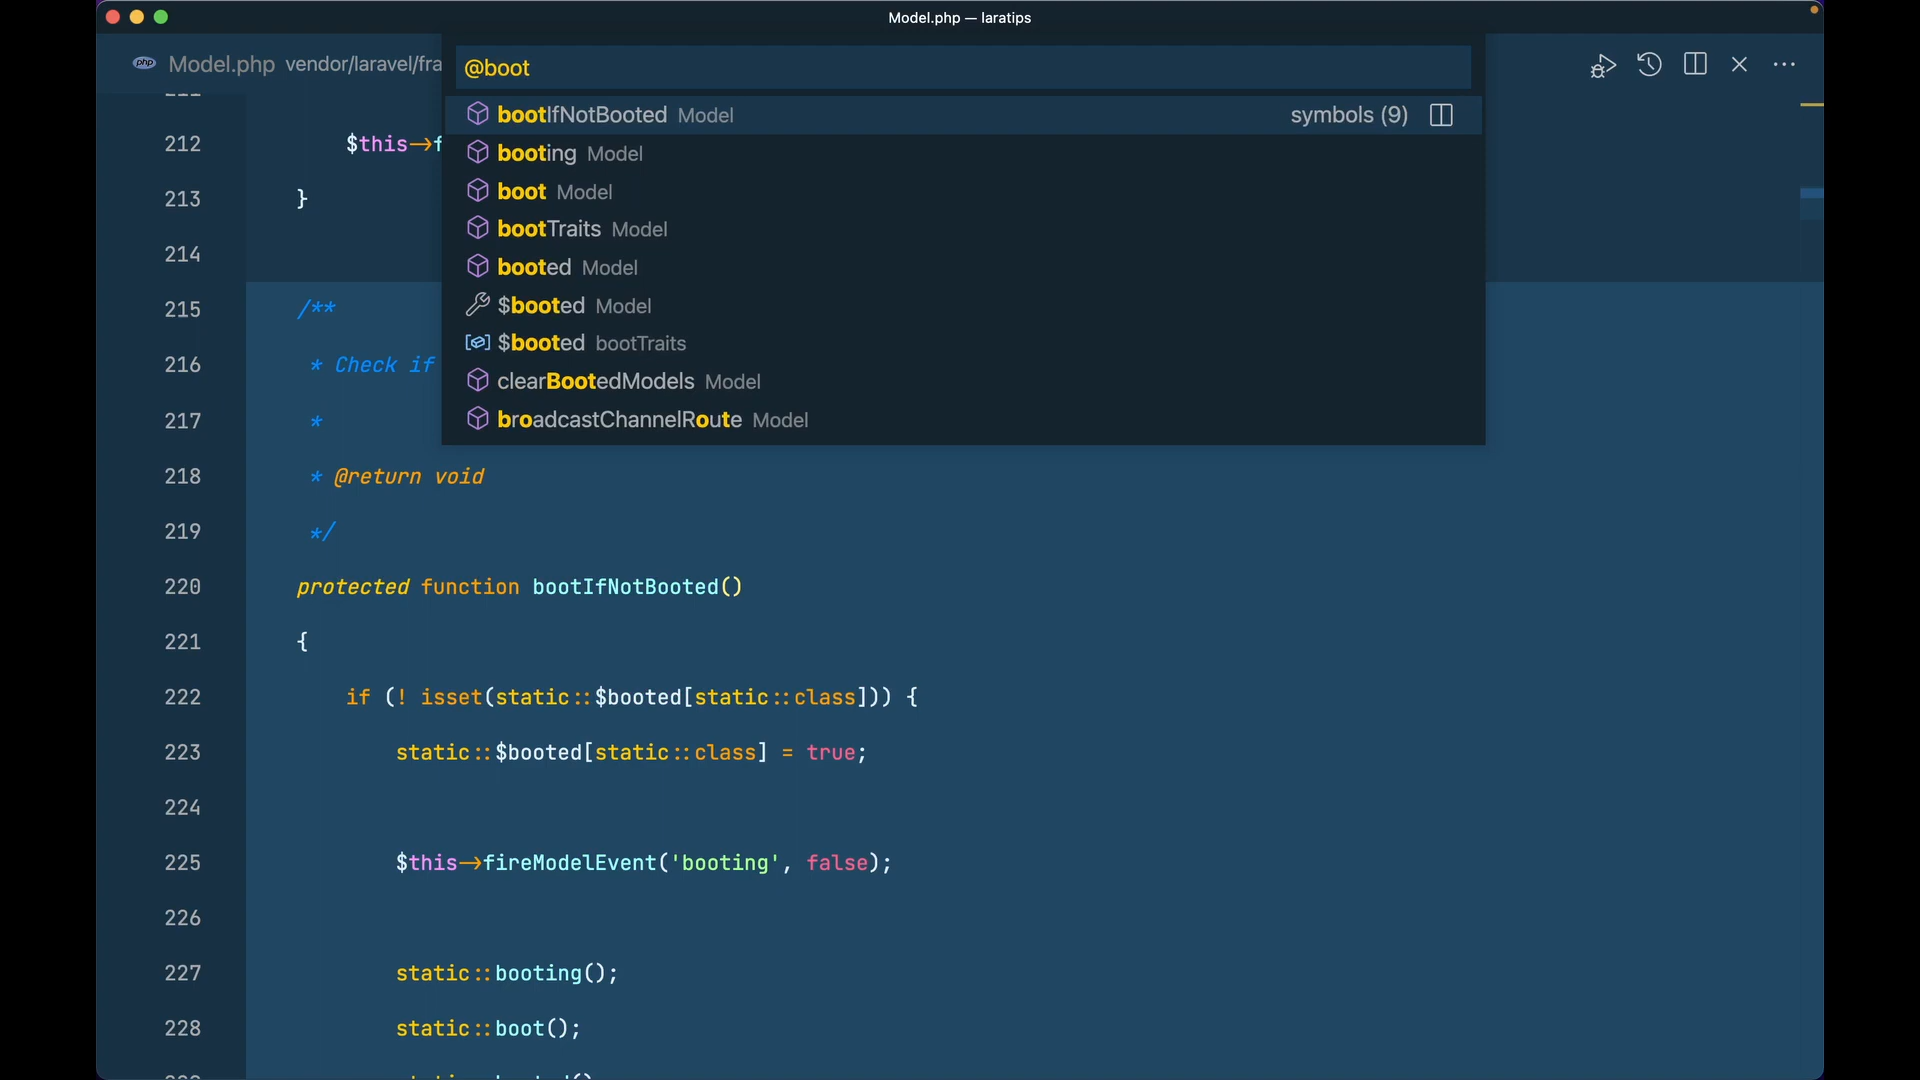 Model.php — laratips
php Model.php vendor/laravel/fra
@boot
bootIfNotBooted Model symbols (9)
booting Model
boot Model
bootTraits Model
booted Model
$booted Model
$booted bootTraits
clearBootedModels Model
broadcastChannelRoute Model
212 $this->f
213 }
214
215 /**
216 * Check if
217 *
218 * @return void
219 */
220 protected function bootIfNotBooted()
221 {
222 if (! isset(static::$booted[static::class])) {
223 static::$booted[static::class] = true;
224
225 $this->fireModelEvent('booting', false);
226
227 static::booting();
228 static::boot();